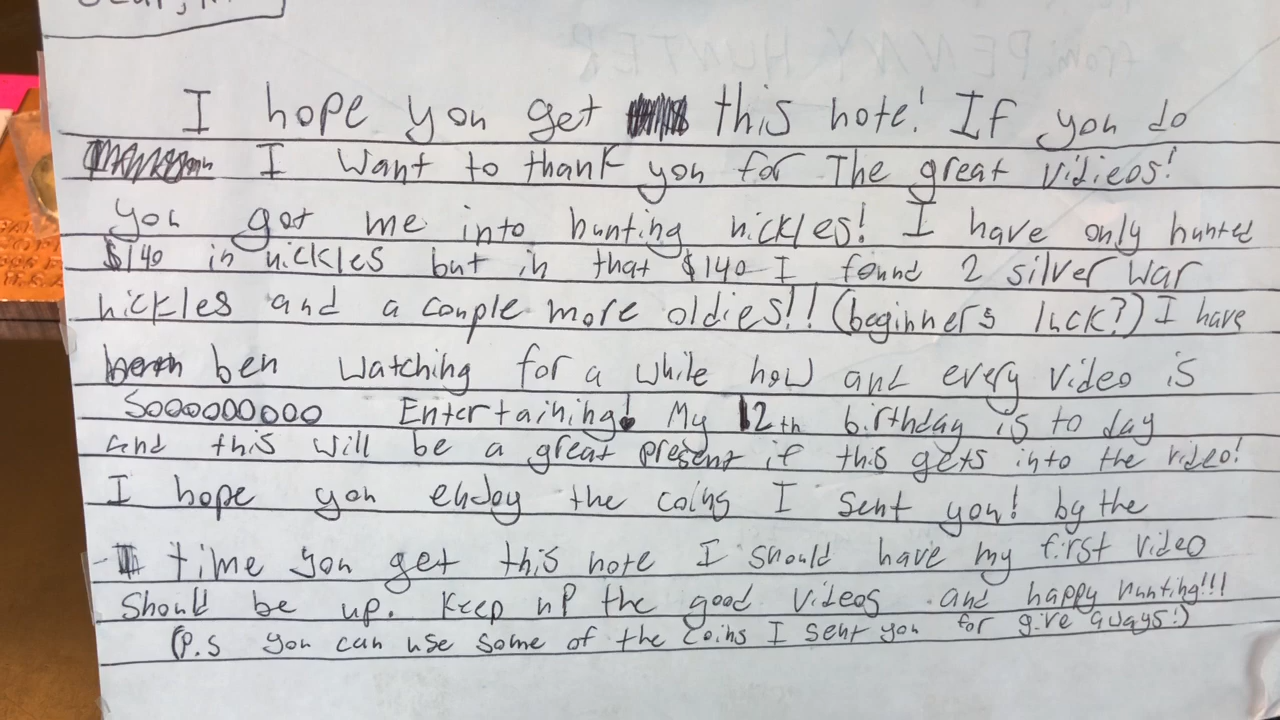 from: PENNY HUNTER
I hope you get this note! If you do
I want to thank you for The great vidieos!
you got me into hunting nickles! I have only hunted
$140 in nickles but in that $140 I found 2 silver war
nickles and a couple more oldies!! (beginners luck?) I have
ben watching for a while now and every video is
Sooooooooo Entertaining! My 12th birthday is to day
and this will be a great present if this gets into the video!
I hope you enjoy the coins I sent you! by the
time you get this note I should have my first video
should be up. Keep up the good videos and happy hunting!!!
(P.s you can use some of the coins I sent you for give aways!)